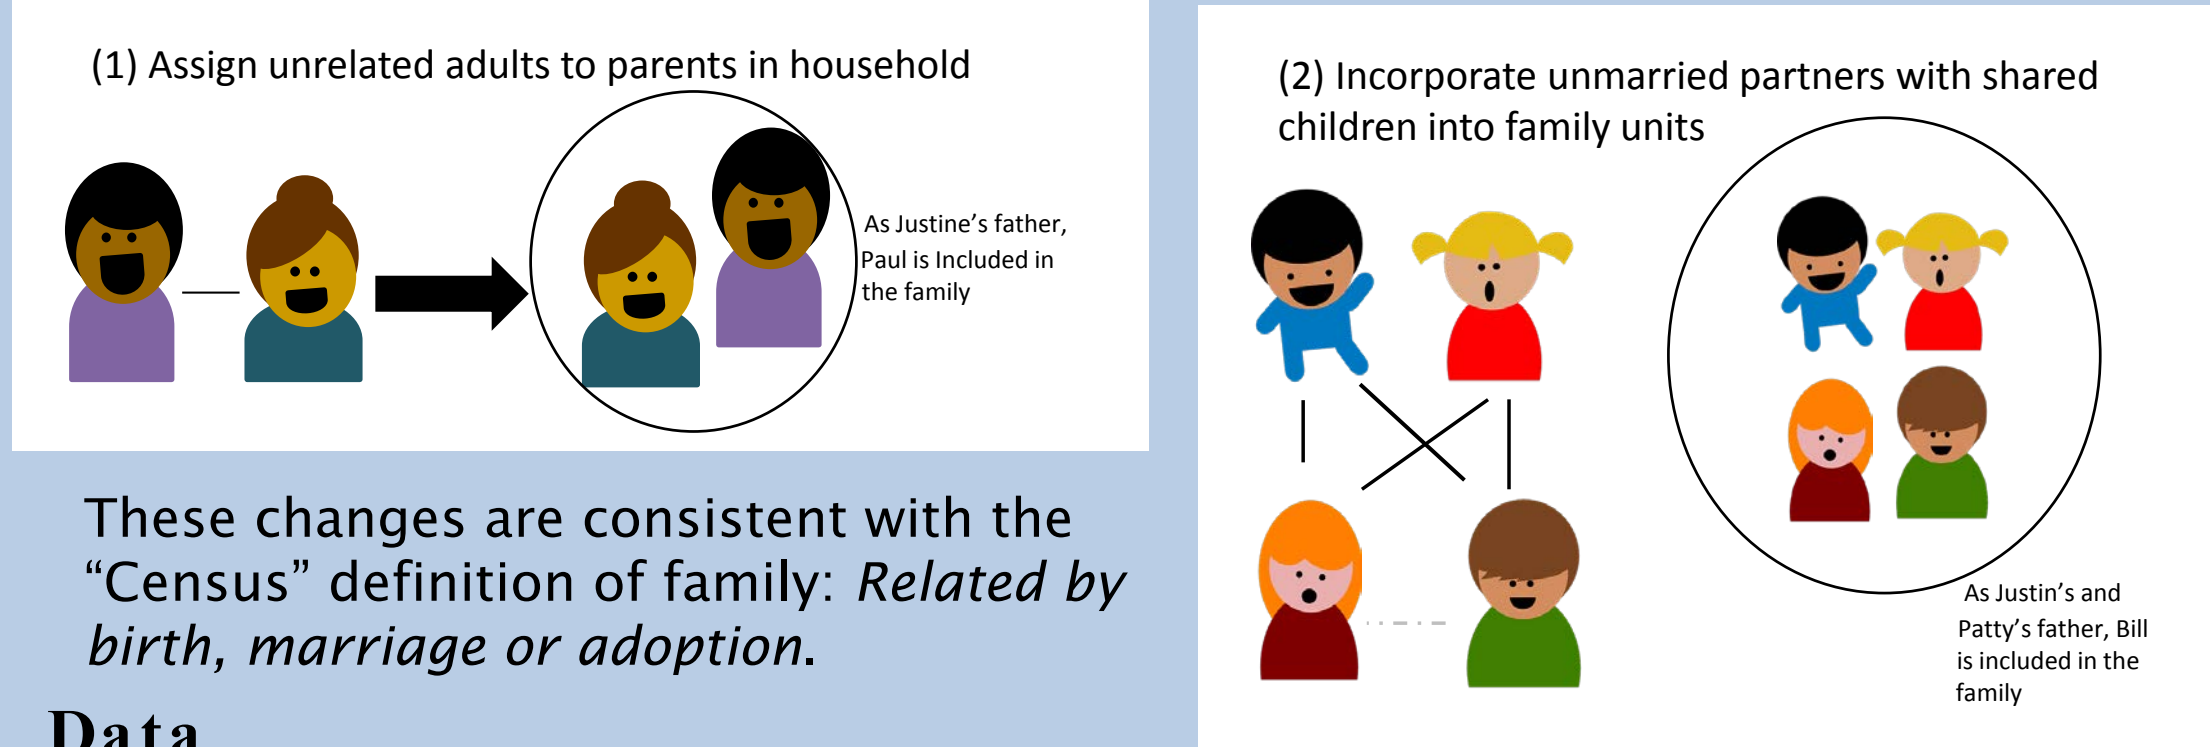 (1) Assign unrelated adults to parents in household
As Justine’s father,
Paul is Included in
the family
These changes are consistent with the
“Census” definition of family: Related by
birth, marriage or adoption.
Data
(2) Incorporate unmarried partners with shared
children into family units
As Justin’s and
Patty’s father, Bill
is included in the
family